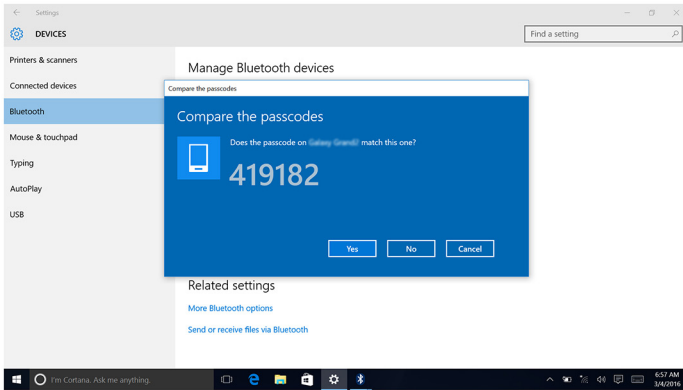 Settings
DEVICES
Find a setting
Printers & scanners
Connected devices
Bluetooth
Mouse & touchpad
Typing
AutoPlay
USB
Manage Bluetooth devices
Compare the passcodes
Compare the passcodes
Does the passcode on match this one?
419182
Yes
No
Cancel
Related settings
More Bluetooth options
Send or receive files via Bluetooth
I'm Cortana. Ask me anything.
6:57 AM
3/4/2016